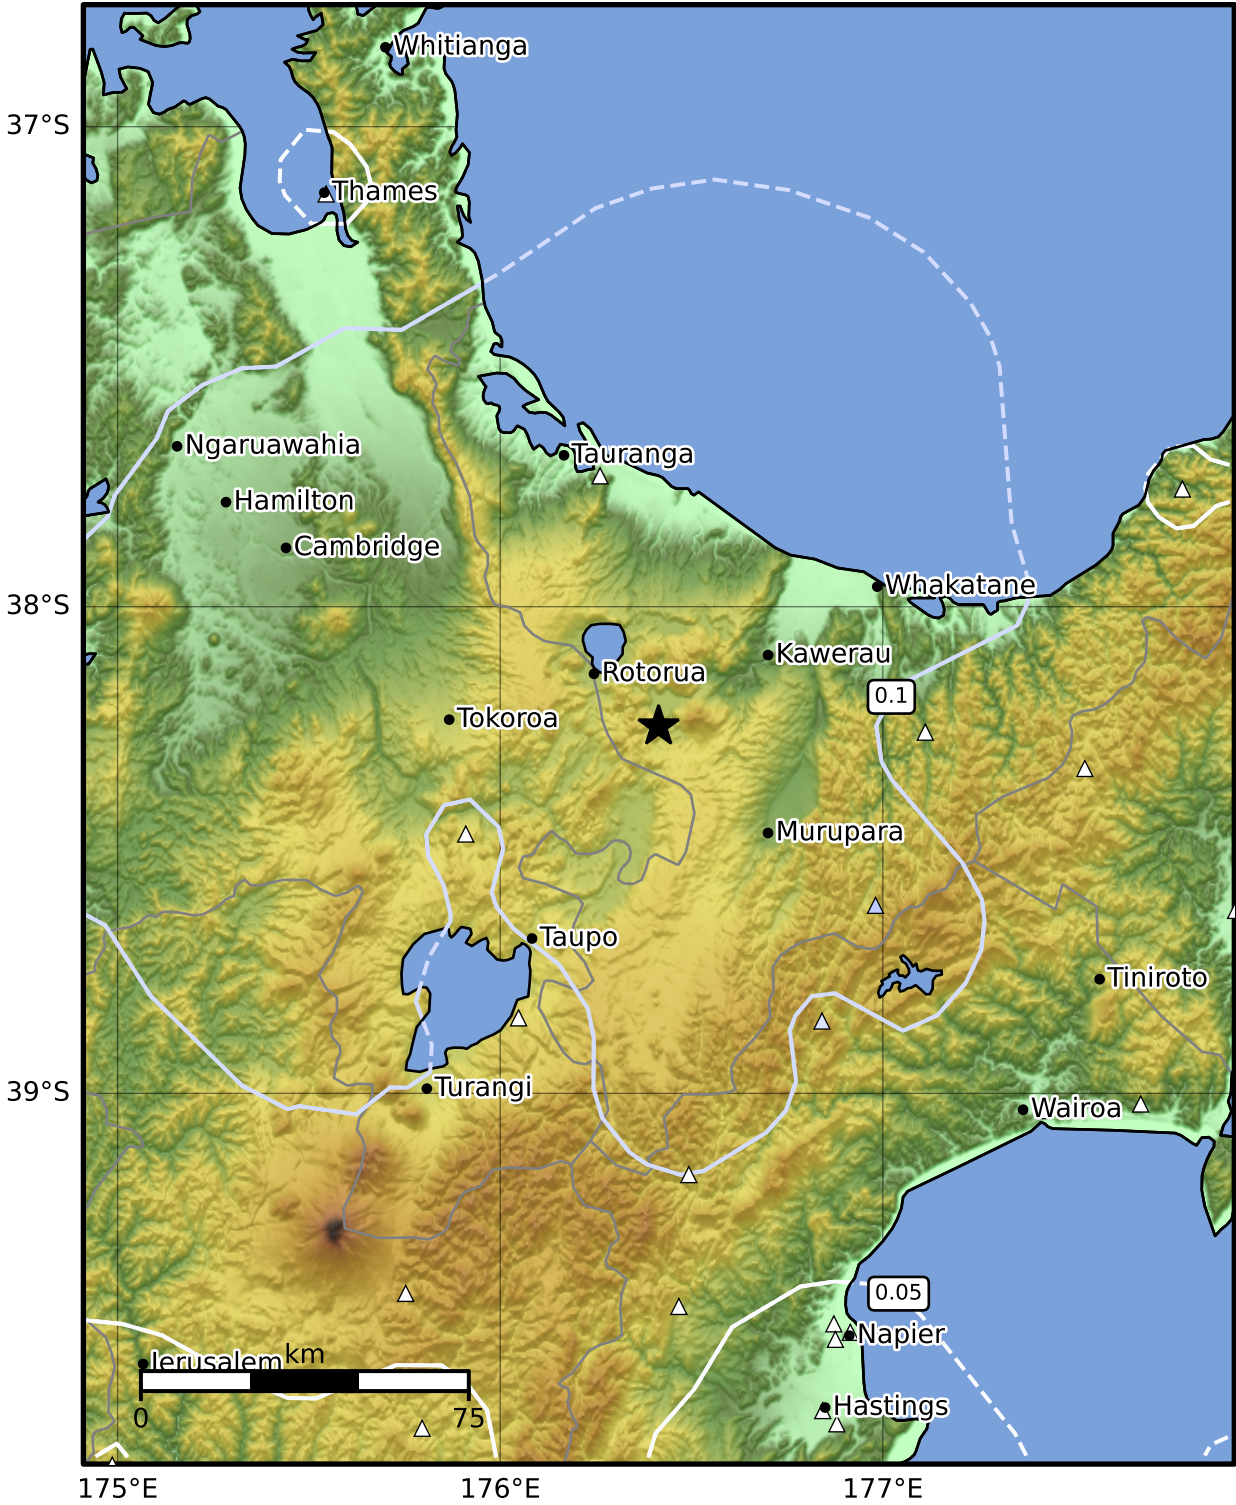 Whitianga
37°S
Thames
Ngaruawahia
Tauranga
Hamilton
Cambridge
Whakatane
38°S
Kawerau
Rotorua
0.1
Tokoroa
Murupara
Taupo
Tiniroto
Turangi
39°S
Wairoa
0.05
Napier
Jerusalem
km
Hastings
0
75
175°E
176°E
177°E